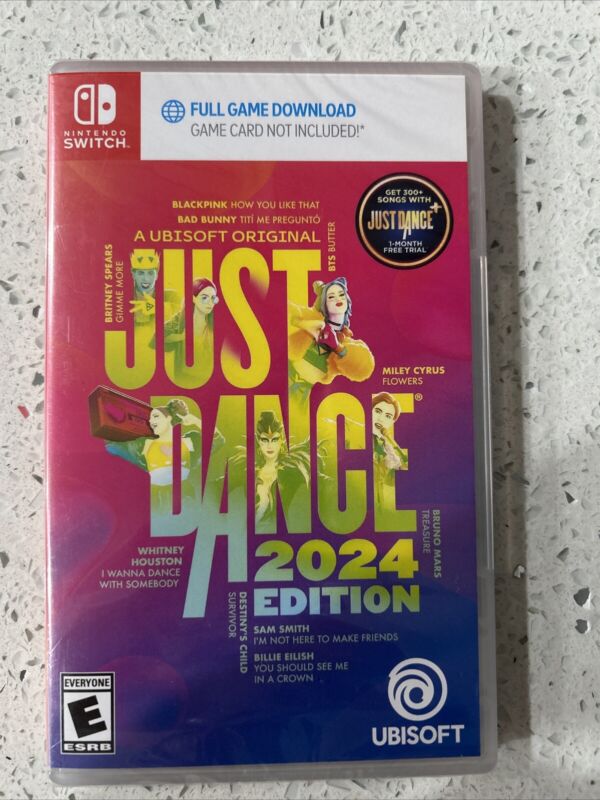 NINTENDO
SWITCH™
FULL GAME DOWNLOAD
GAME CARD NOT INCLUDED!*
GET 300+
SONGS WITH
JUST DANCE+
1-MONTH
FREE TRIAL*
BLACKPINK HOW YOU LIKE THAT
BAD BUNNY TITÍ ME PREGUNTÓ
A UBISOFT ORIGINAL
BRITNEY SPEARS
GIMME MORE
BTS BUTTER
JUST
DANCE®
2024
EDITION
MILEY CYRUS
FLOWERS
BRUNO MARS
TREASURE
WHITNEY
HOUSTON
I WANNA DANCE
WITH SOMEBODY
DESTINY'S CHILD
SURVIVOR
SAM SMITH
I'M NOT HERE TO MAKE FRIENDS
BILLIE EILISH
YOU SHOULD SEE ME
IN A CROWN
EVERYONE
E
ESRB
UBISOFT